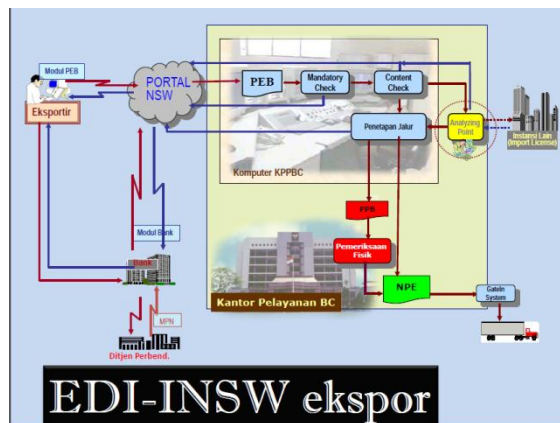 Modul PEB
PORTAL
NSW
Eksportir
PEB
Mandatory
Check
Content
Check
Penetapan Jalur
Analyzing
Point
Instansi Lain
(Import License)
Komputer KPPBC
PPB
Pemeriksaan
Fisik
Modul Bank
Bank
MPN
Ditjen Perbend.
Kantor Pelayanan BC
NPE
GateIn
System
EDI-INSW ekspor